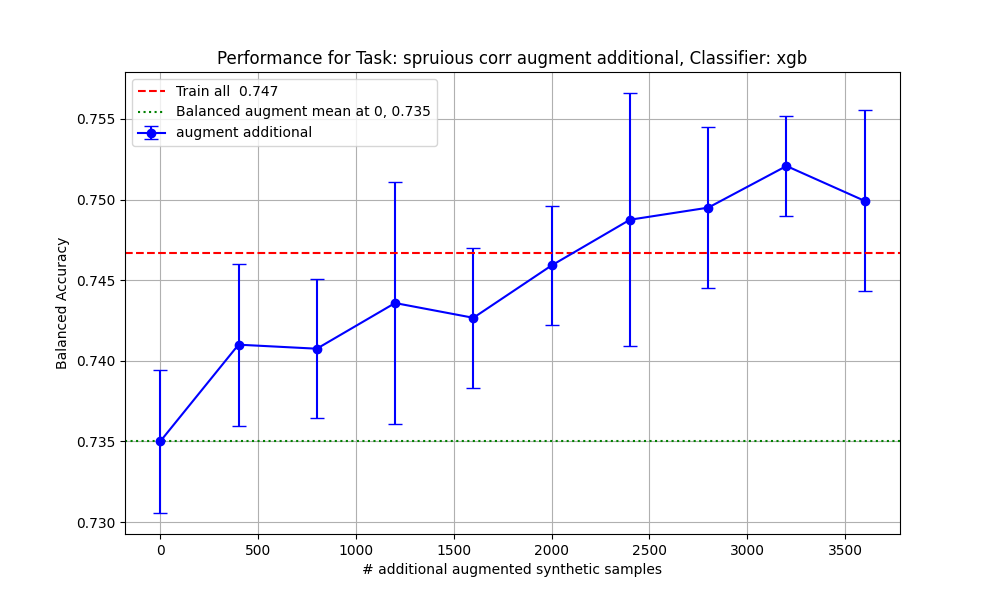 Performance for Task: spruious corr augment additional, Classifier: xgb
Train all 0.747
Balanced augment mean at 0, 0.735
augment additional
0.755
0.750
0.745
0.740
0.735
0.730
Balanced Accuracy
0 500 1000 1500 2000 2500 3000 3500
# additional augmented synthetic samples